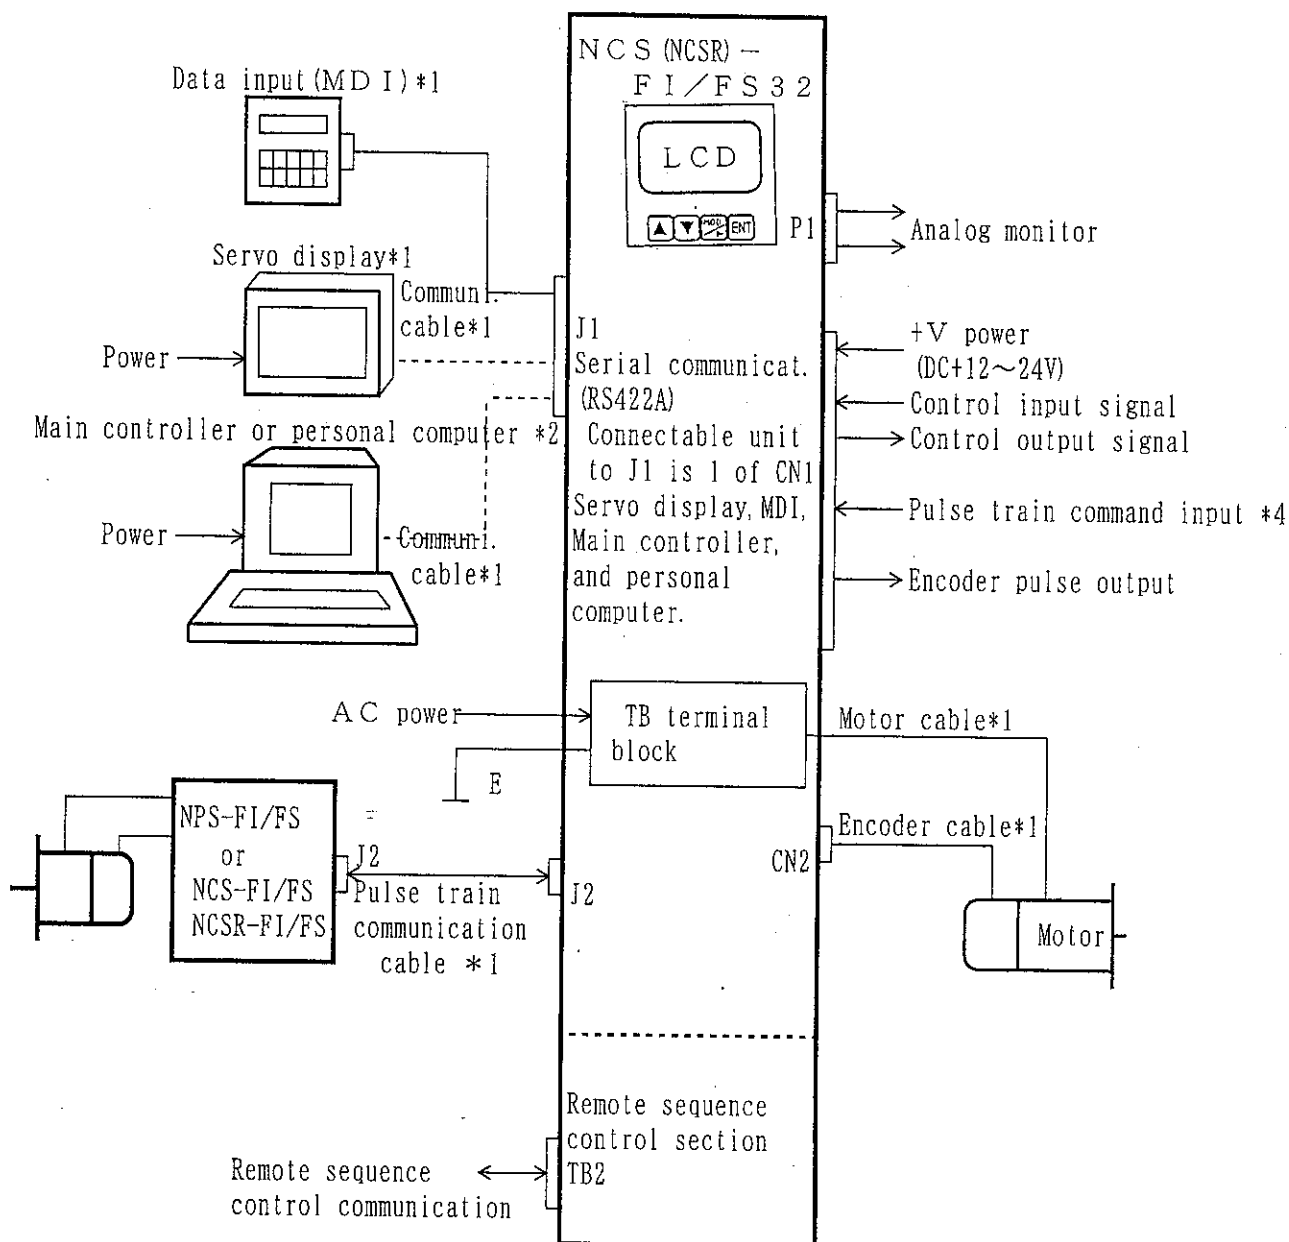 NCS (NCSR) -
FI/FS32
Data input (MDI) *1
LCD
▲ ▼ MOD ENT
P1
Analog monitor
Servo display*1
Communi.
cable*1
Power
J1
Serial communicat.
(RS422A)
Connectable unit
to J1 is 1 of CN1
Servo display, MDI,
Main controller,
and personal
computer.
+V power
(DC+12~24V)
Control input signal
Control output signal
Pulse train command input *4
Encoder pulse output
Main controller or personal computer *2
Power
Communi.
cable*1
AC power
E
TB terminal
block
Motor cable*1
Encoder cable*1
CN2
Motor
NPS-FI/FS
or
NCS-FI/FS
NCSR-FI/FS
J2
Pulse train
communication
cable *1
J2
Remote sequence
control section
TB2
Remote sequence
control communication